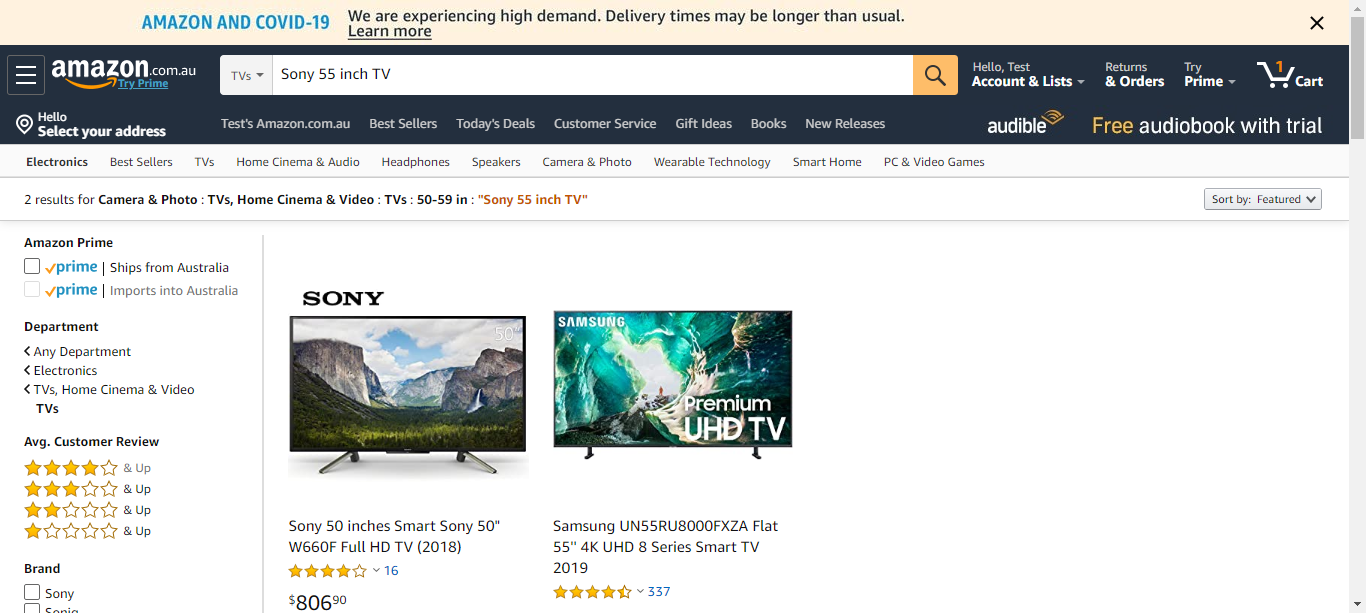 AMAZON AND COVID-19
We are experiencing high demand. Delivery times may be longer than usual.
Learn more
amazon.com.au
Try Prime
TVs
Sony 55 inch TV
Hello, Test
Account & Lists
Returns
& Orders
Try
Prime
1
Cart
Hello
Select your address
Test's Amazon.com.au Best Sellers Today's Deals Customer Service Gift Ideas Books New Releases
audible
Free audiobook with trial
Electronics Best Sellers TVs Home Cinema & Audio Headphones Speakers Camera & Photo Wearable Technology Smart Home PC & Video Games
2 results for Camera & Photo : TVs, Home Cinema & Video : TVs : 50-59 in : "Sony 55 inch TV"
Sort by: Featured
Amazon Prime
prime | Ships from Australia
prime | Imports into Australia
Department
Any Department
Electronics
TVs, Home Cinema & Video
TVs
Avg. Customer Review
& Up
& Up
& Up
& Up
Brand
Sony
Soniq
SONY
50"
Sony 50 inches Smart Sony 50"
W660F Full HD TV (2018)
16
$806.90
SAMSUNG
Premium
UHD TV
Samsung UN55RU8000FXZA Flat
55'' 4K UHD 8 Series Smart TV
2019
337